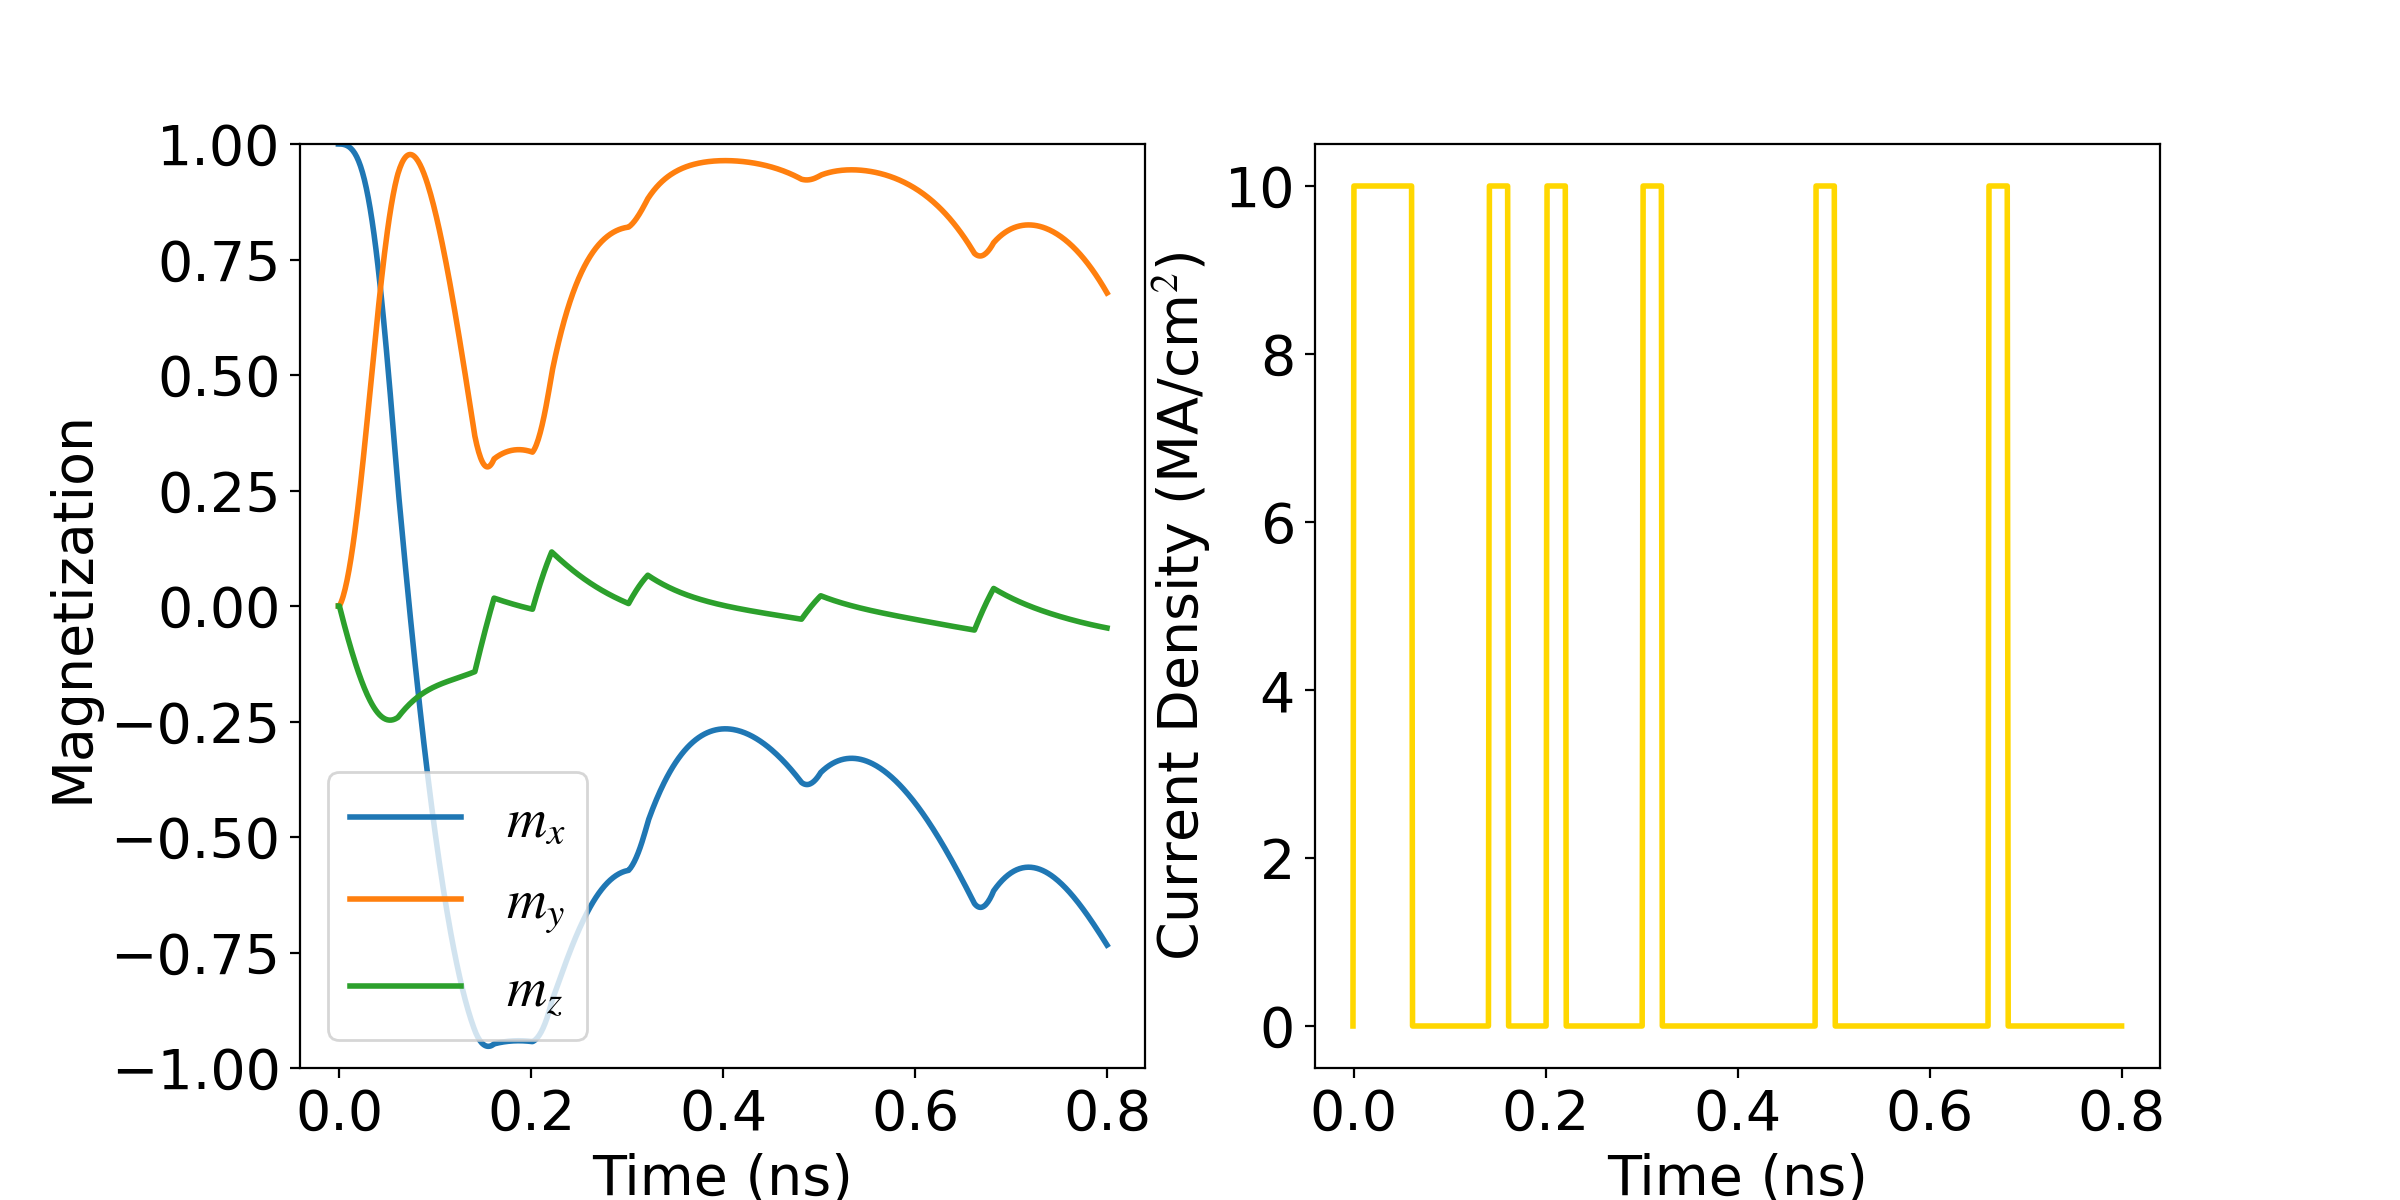 Magnetization
1.00
0.75
0.50
0.25
0.00
−0.25
−0.50
−0.75
−1.00
m_x
m_y
m_z
0.0 0.2 0.4 0.6 0.8
Time (ns)
Current Density (MA/cm²)
10
8
6
4
2
0
0.0 0.2 0.4 0.6 0.8
Time (ns)